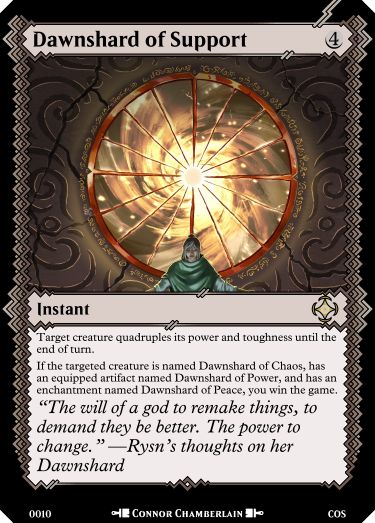 Dawnshard of Support
4
Instant
Target creature quadruples its power and toughness until the
end of turn.
If the targeted creature is named Dawnshard of Chaos, has
an equipped artifact named Dawnshard of Power, and has an
enchantment named Dawnshard of Peace, you win the game.
“The will of a god to remake things, to
demand they be better. The power to
change.” —Rysn’s thoughts on her
Dawnshard
0010
Connor Chamberlain
COS